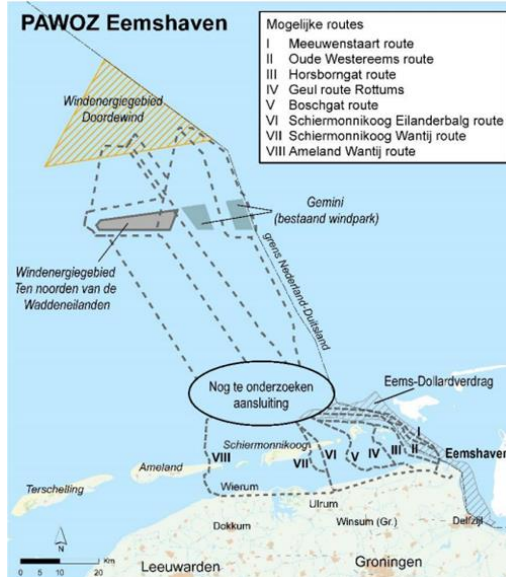 PAWOZ Eemshaven
Mogelijke routes
I Meeuwenstaart route
II Oude Westereems route
III Horsborngat route
IV Geul route Rottums
V Boschgat route
VI Schiermonnikoog Eilanderbalg route
VII Schiermonnikoog Wantij route
VIII Ameland Wantij route
Windenergiegebied
Doordewind
Gemini
(bestaand windpark)
Windenergiegebied
Ten noorden van de
Waddeneilanden
grens Nederland-Duitsland
Nog te onderzoeken
aansluiting
Eems-Dollardverdrag
I
II
III
IV
V
VI
VII
VIII
Eemshaven
Schiermonnikoog
Ameland
Terschelling
Wierum
Ulrum
Dokkum
Winsum (Gr.)
Delfzijl
Leeuwarden
Groningen
N
0 10 20 Km